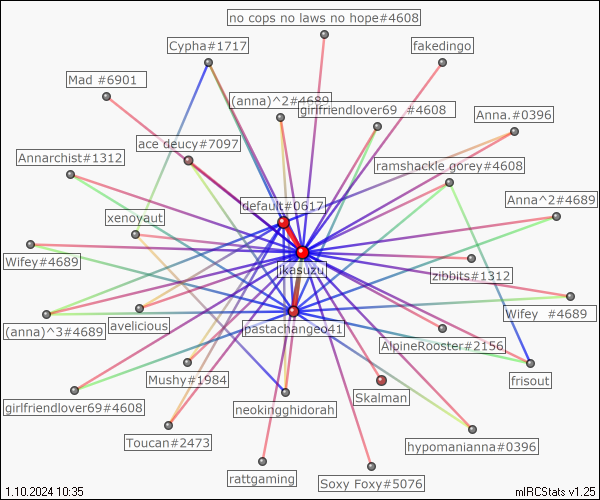 no cops no laws no hope#4608
Cypha#1717
fakedingo
Mad #6901
(anna)^2#4689
girlfriendlover69 #4608
Anna.#0396
ace deucy#7097
Annarchist#1312
ramshackle gorey#4608
Anna^2#4689
default#0617
xenoyaut
Wifey#4689
ikasuzu
zibbits#1312
Wifey #4689
(anna)^3#4689
avelicious
pastachangeo41
AlpineRooster#2156
Mushy#1984
frisout
Skalman
girlfriendlover69#4608
neokingghidorah
Toucan#2473
hypomanianna#0396
rattgaming
Soxy Foxy#5076
1.10.2024 10:35
mIRCStats v1.25